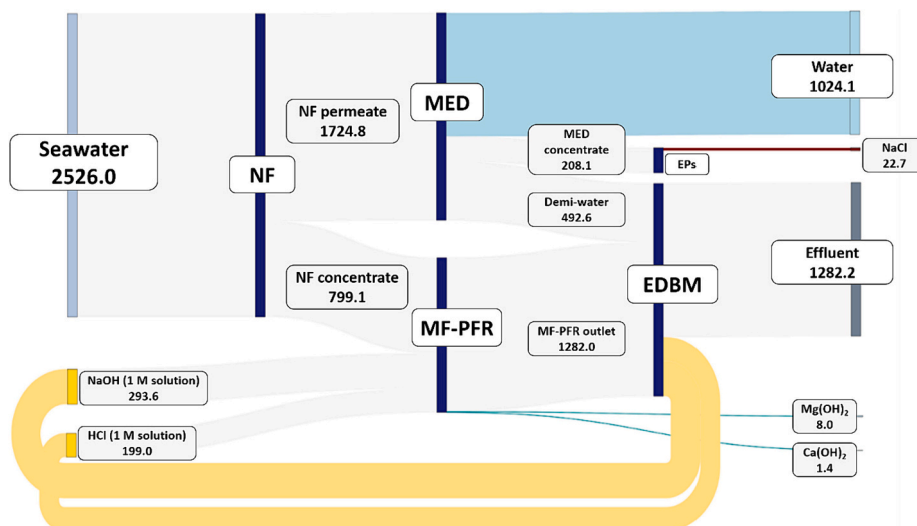 Seawater
2526.0
NF
NF permeate
1724.8
MED
Water
1024.1
MED
concentrate
208.1
EPs
NaCl
22.7
Demi-water
492.6
NF concentrate
799.1
MF-PFR
EDBM
Effluent
1282.2
MF-PFR outlet
1282.0
NaOH (1 M solution)
293.6
HCl (1 M solution)
199.0
Mg(OH)₂
8.0
Ca(OH)₂
1.4